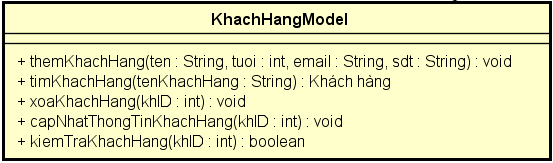 KhachHangModel
+ themKhachHang(ten : String, tuoi : int, email : String, sdt : String) : void
+ timKhachHang(tenKhachHang : String) : Khách hàng
+ xoaKhachHang(khID : int) : void
+ capNhatThongTinKhachHang(khID : int) : void
+ kiemTraKhachHang(khID : int) : boolean